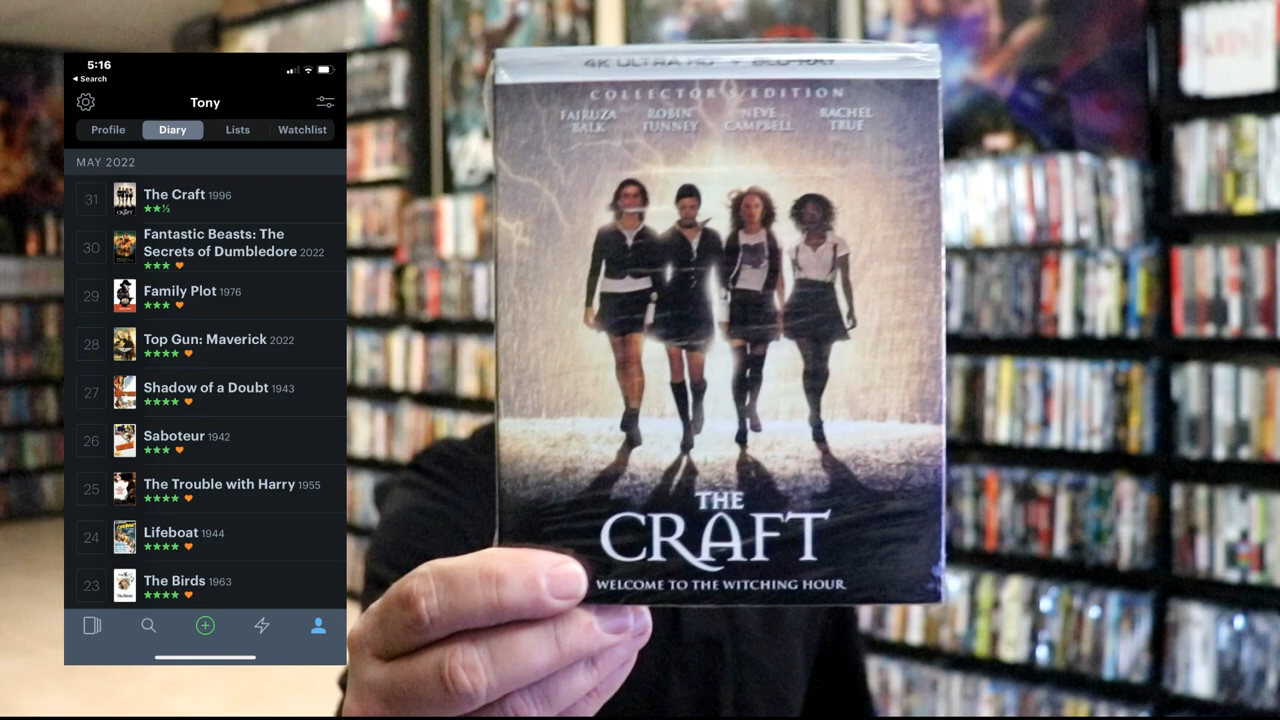 5:16
Search
Tony
Profile Diary Lists Watchlist
MAY 2022
31 The Craft 1996
★★½
30 Fantastic Beasts: The
Secrets of Dumbledore 2022
★★★
29 Family Plot 1976
★★★
28 Top Gun: Maverick 2022
★★★★
27 Shadow of a Doubt 1943
★★★★
26 Saboteur 1942
★★★
25 The Trouble with Harry 1955
★★★★
24 Lifeboat 1944
★★★★
23 The Birds 1963
★★★★
4K ULTRA HD + BLU-RAY
COLLECTOR'S EDITION
FAIRUZA BALK
ROBIN TUNNEY
NEVE CAMPBELL
RACHEL TRUE
THE
CRAFT
WELCOME TO THE WITCHING HOUR